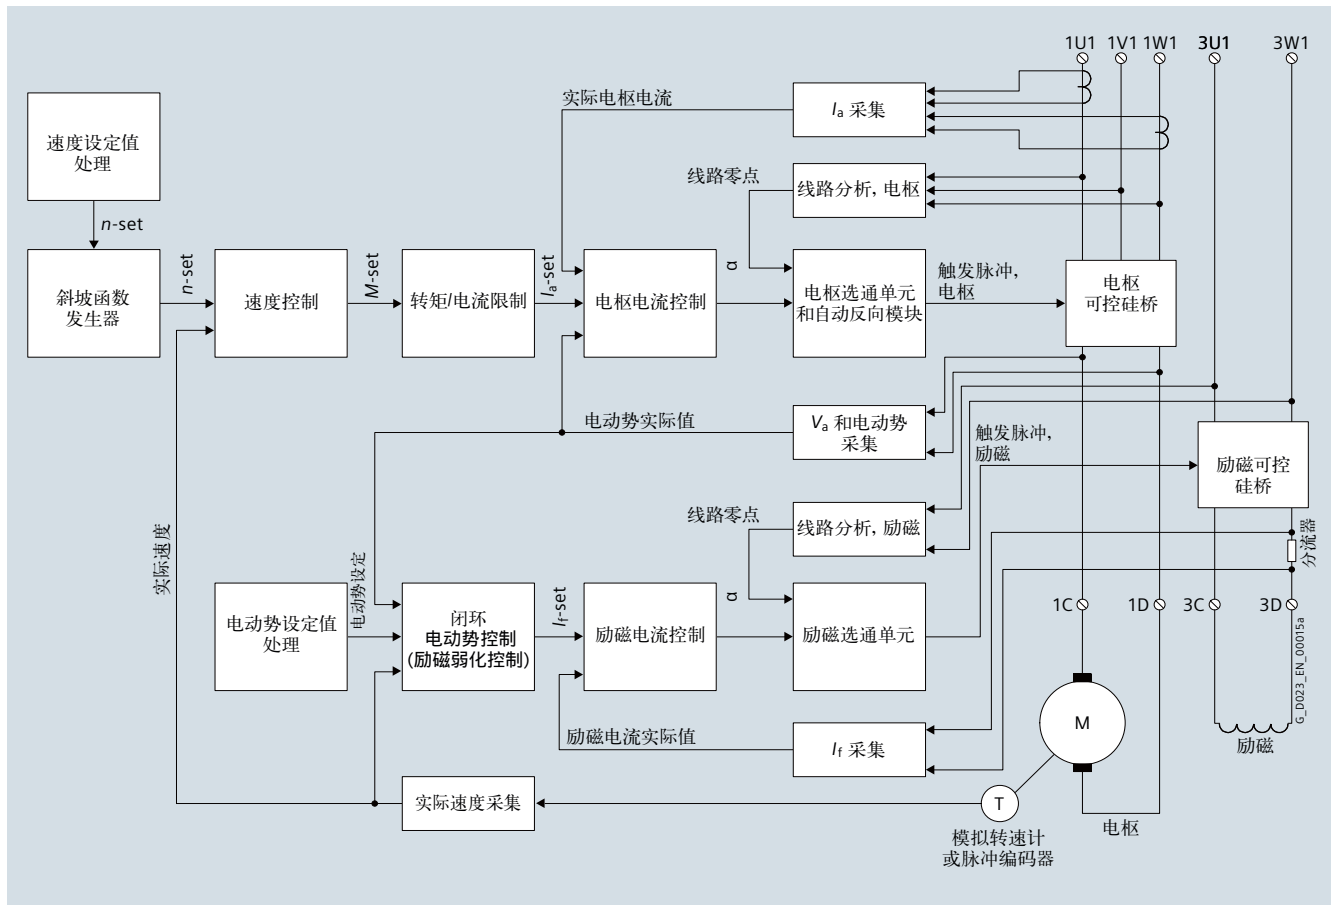 1U1
1V1
1W1
3U1
3W1
实际电枢电流
Ia 采集
速度设定值
处理
线路零点
线路分析, 电枢
n-set
斜坡函数
发生器
n-set
速度控制
M-set
转矩/电流限制
Ia-set
电枢电流控制
α
电枢选通单元
和自动反向模块
触发脉冲,
电枢
电枢
可控硅桥
电动势实际值
Va 和电动势
采集
触发脉冲,
励磁
励磁可控
硅桥
线路零点
线路分析, 励磁
分流器
实际速度
电动势设定值
处理
电动势设定
闭环
电动势控制
(励磁弱化控制)
If-set
励磁电流控制
α
励磁选通单元
1C
1D
3C
3D
G_D023_EN_00015a
M
励磁电流实际值
If 采集
励磁
实际速度采集
T
电枢
模拟转速计
或脉冲编码器